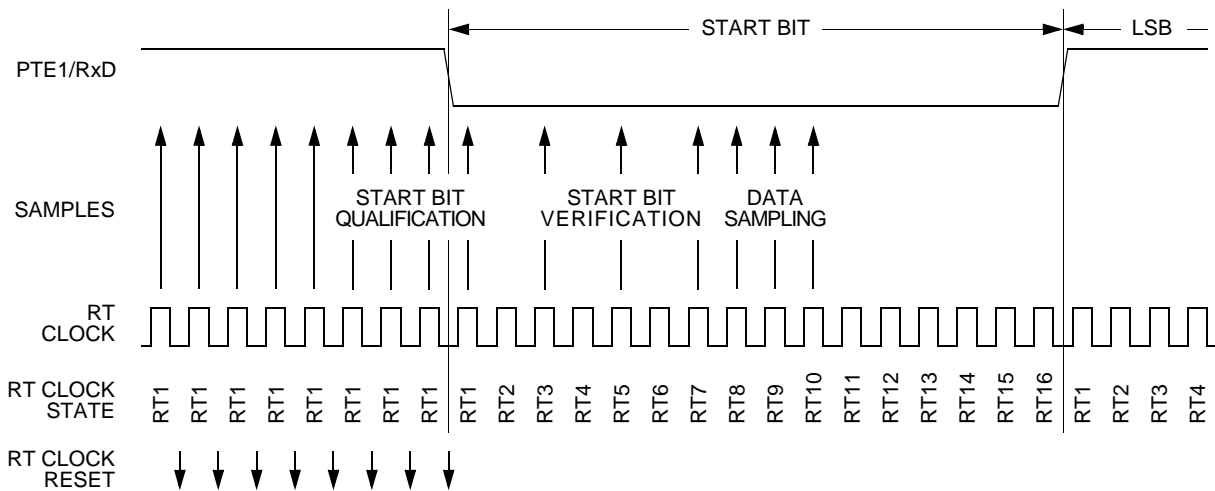 START BIT
LSB
PTE1/RxD
SAMPLES
START BIT
QUALIFICATION
START BIT
VERIFICATION
DATA
SAMPLING
RT
CLOCK
RT CLOCK
STATE
RT1 RT1 RT1 RT1 RT1 RT1 RT1 RT1 RT1 RT2 RT3 RT4 RT5 RT6 RT7 RT8 RT9 RT10 RT11 RT12 RT13 RT14 RT15 RT16 RT1 RT2 RT3 RT4
RT CLOCK
RESET